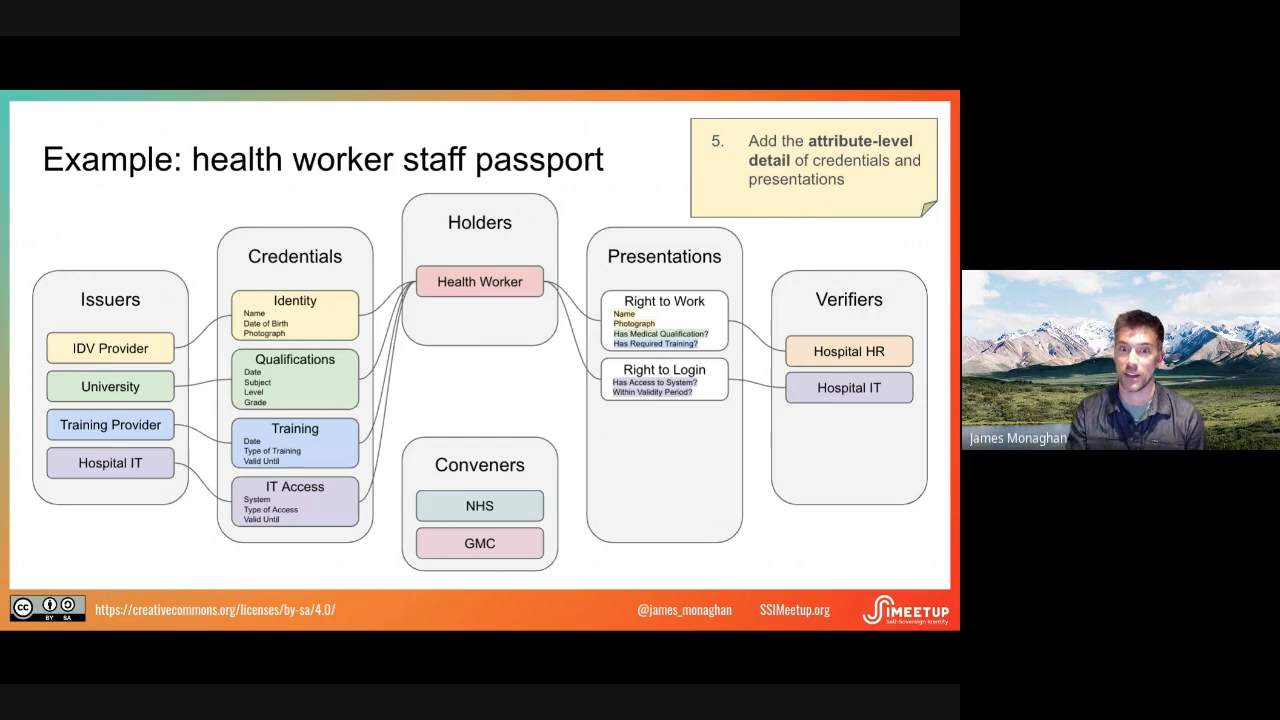 Example: health worker staff passport
5. Add the attribute-level
detail of credentials and
presentations
Issuers
IDV Provider
University
Training Provider
Hospital IT
Credentials
Identity
Name
Date of Birth
Photograph
Qualifications
Date
Subject
Level
Grade
Training
Date
Type of Training
Valid Until
IT Access
System
Type of Access
Valid Until
Holders
Health Worker
Conveners
NHS
GMC
Presentations
Right to Work
Name
Photograph
Has Medical Qualification?
Has Required Training?
Right to Login
Has Access to System?
Within Validity Period?
Verifiers
Hospital HR
Hospital IT
James Monaghan
cc
BY SA
https://creativecommons.org/licenses/by-sa/4.0/
@james_monaghan
SSIMeetup.org
SSIMEETUP
Self-Sovereign Identity